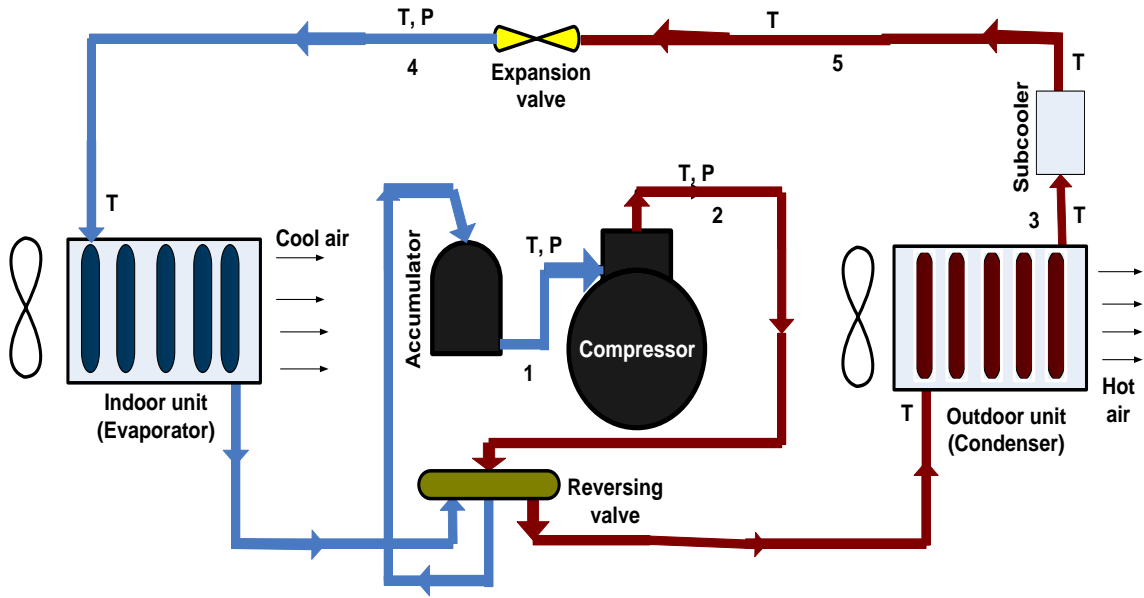 T, P
T
4
5
Expansion
valve
T
Subcooler
T
Cool air
Accumulator
T, P
T, P
2
3
T
1
Compressor
Indoor unit
(Evaporator)
T
Outdoor unit
(Condenser)
Hot
air
Reversing
valve